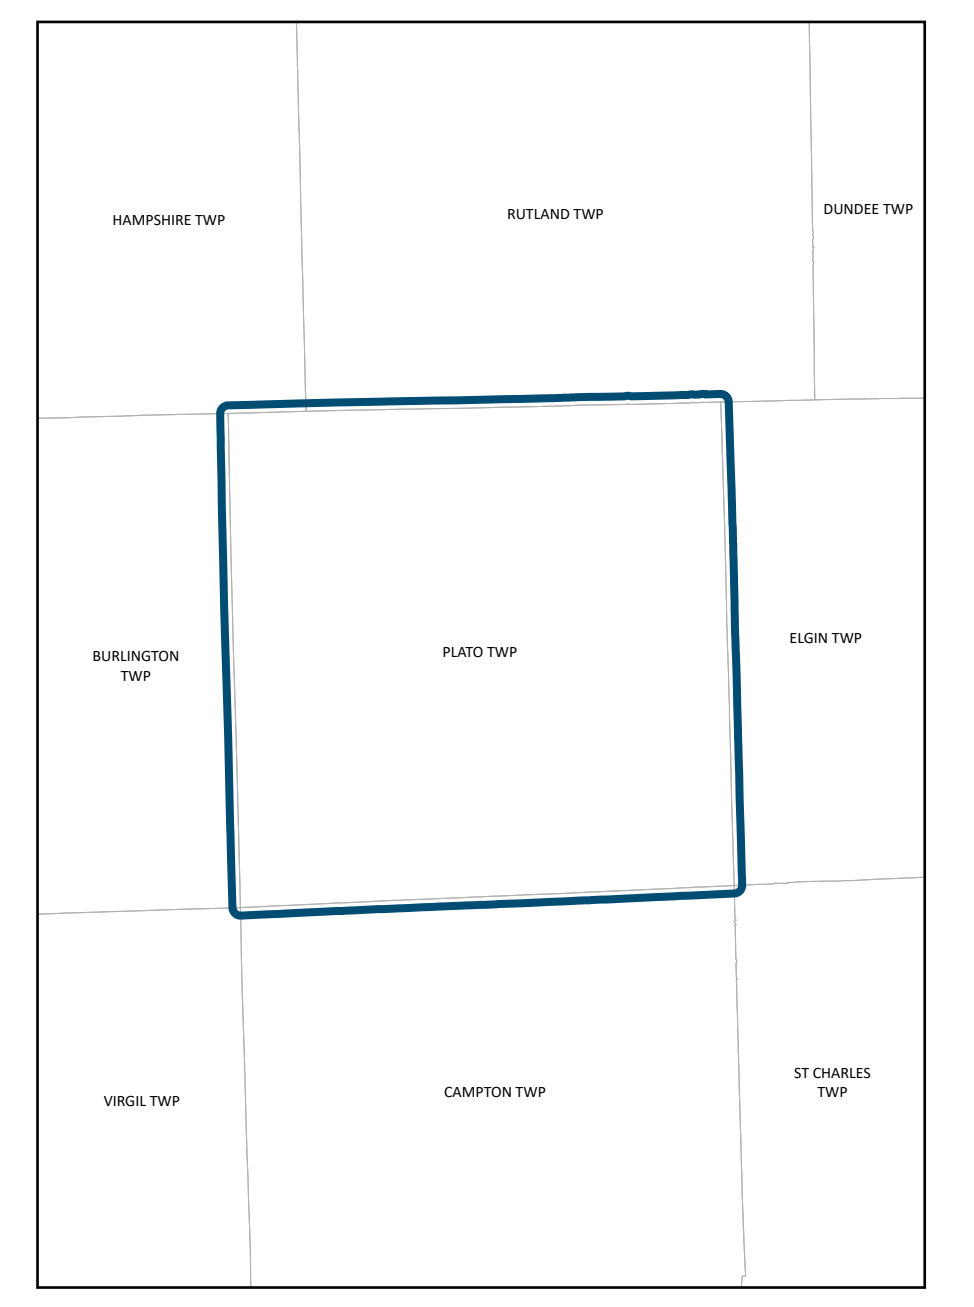 HAMPSHIRE TWP
RUTLAND TWP
DUNDEE TWP
BURLINGTON
TWP
PLATO TWP
ELGIN TWP
VIRGIL TWP
CAMPTON TWP
ST CHARLES
TWP